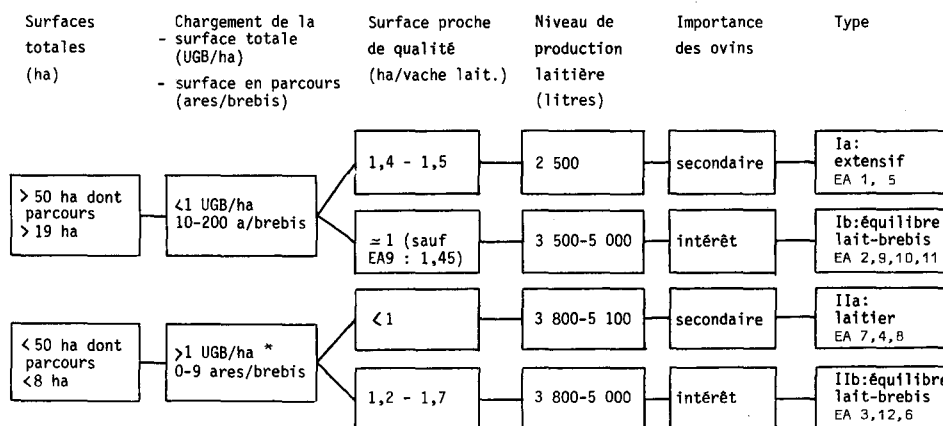 Surfaces
totales
(ha)
Chargement de la
- surface totale
(UGB/ha)
- surface en parcours
(ares/brebis)
Surface proche
de qualité
(ha/vache lait.)
Niveau de
production
laitière
(litres)
Importance
des ovins
Type
> 50 ha dont
parcours
> 19 ha
<1 UGB/ha
10-200 a/brebis
1,4 - 1,5
2 500
secondaire
Ia:
extensif
EA 1, 5
≃ 1 (sauf
EA9 : 1,45)
3 500-5 000
intérêt
Ib:équilibre
lait-brebis
EA 2,9,10,11
< 50 ha dont
parcours
<8 ha
>1 UGB/ha *
0-9 ares/brebis
<1
3 800-5 100
secondaire
IIa:
laitier
EA 7,4,8
1,2 - 1,7
3 800-5 000
intérêt
IIb:équilibre
lait-brebis
EA 3,12,6